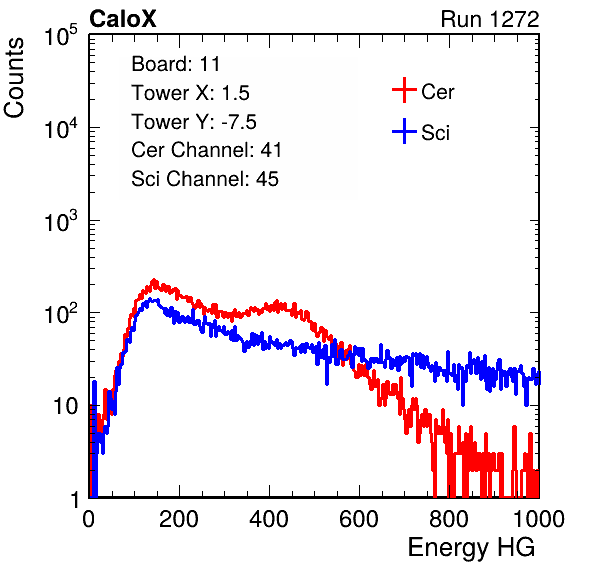 CaloX Run 1272
Counts
10^5
10^4
10^3
10^2
10
1
Board: 11
Tower X: 1.5
Tower Y: -7.5
Cer Channel: 41
Sci Channel: 45
Cer
Sci
0 200 400 600 800 1000
Energy HG